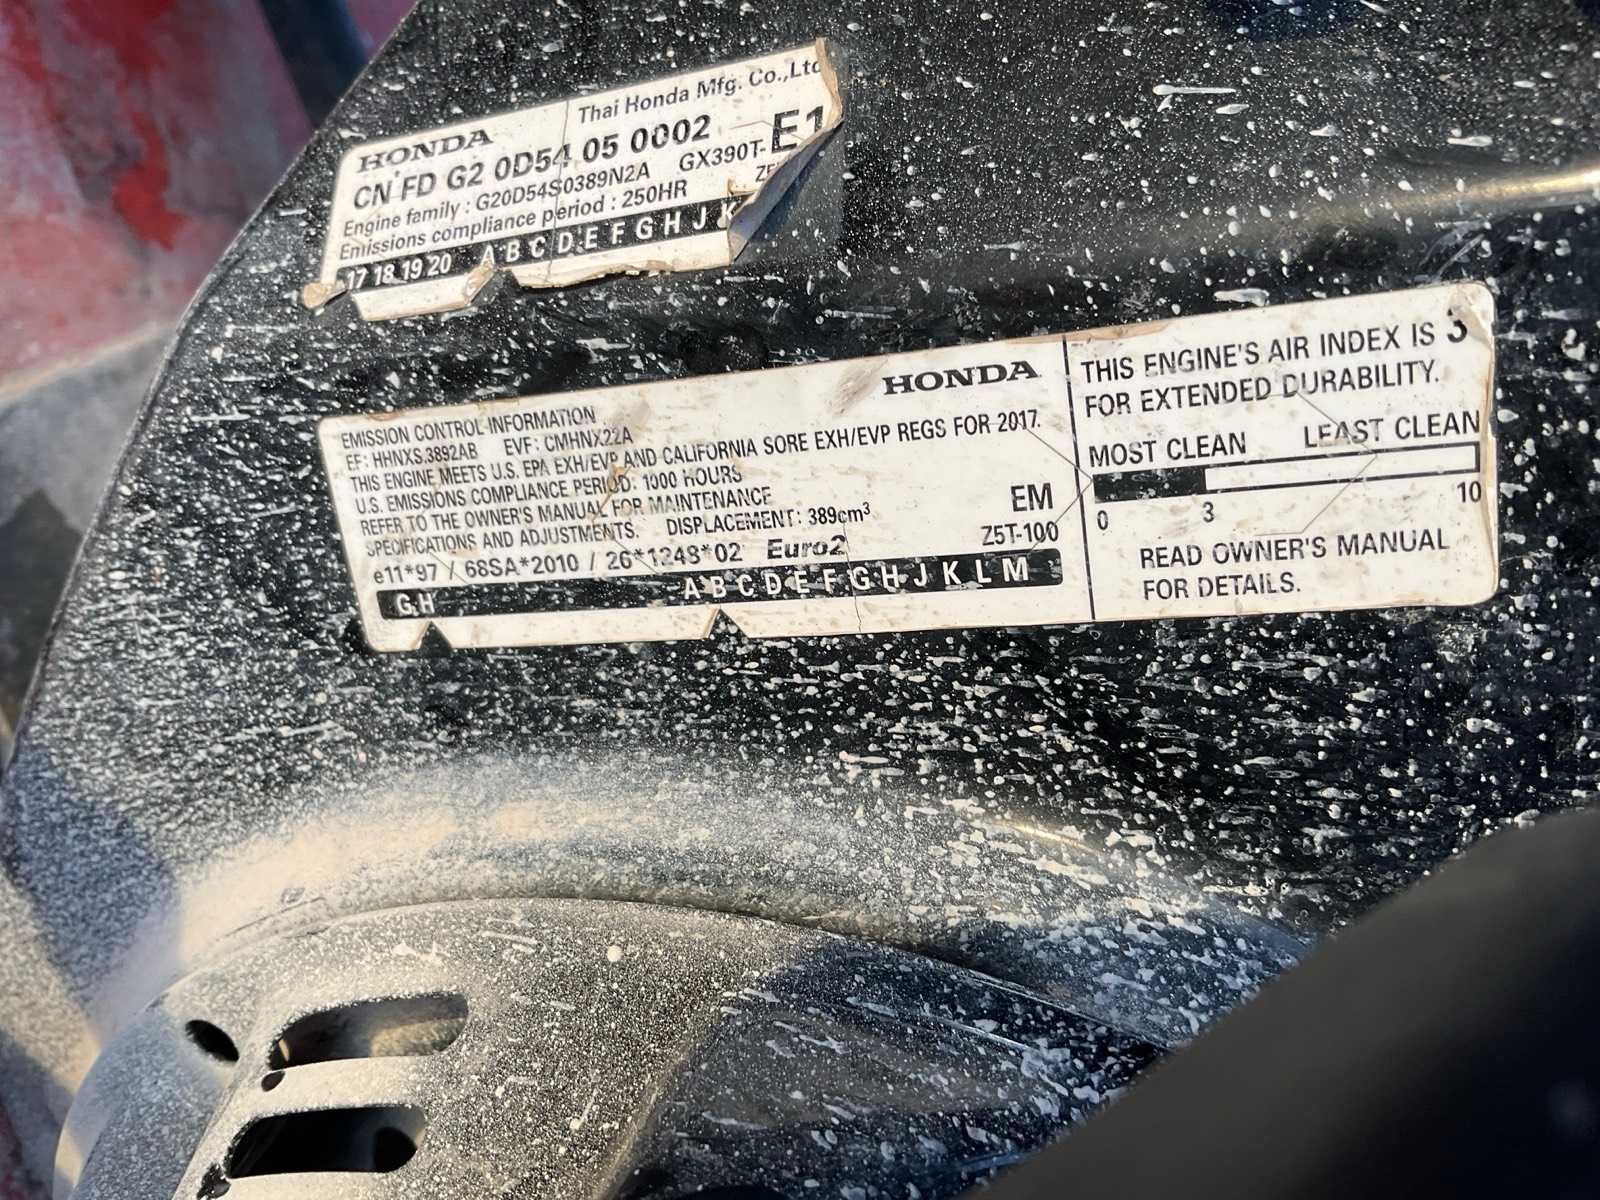 HONDA Thai Honda Mfg. Co.,Ltd
CN FD G2 0D54 05 0002 E1
Engine family : G20D54S0389N2A GX390T-
Emissions compliance period : 250HR
17 18 19 20 A B C D E F G H J K
HONDA
EMISSION CONTROL INFORMATION
EF: HHNXS.3892AB EVF: CMHNX22A
THIS ENGINE MEETS U.S. EPA EXH/EVP AND CALIFORNIA SORE EXH/EVP REGS FOR 2017.
U.S. EMISSIONS COMPLIANCE PERIOD: 1000 HOURS
REFER TO THE OWNER'S MANUAL FOR MAINTENANCE
SPECIFICATIONS AND ADJUSTMENTS. DISPLACEMENT: 389cm³
EM
e11*97 / 68SA*2010 / 26*1248*02 Euro2 Z5T-100
G H A B C D E F G H J K L M
THIS ENGINE'S AIR INDEX IS 3
FOR EXTENDED DURABILITY.
MOST CLEAN LEAST CLEAN
0 3 10
READ OWNER'S MANUAL
FOR DETAILS.